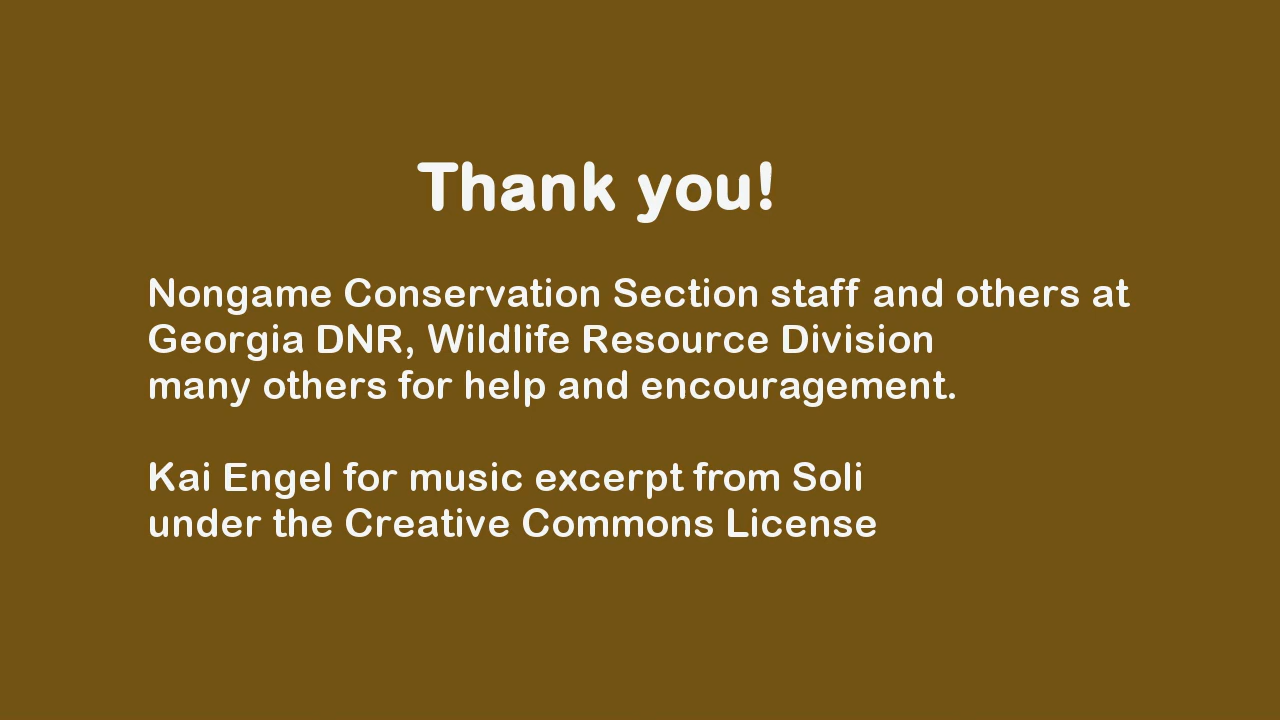 Thank you!
Nongame Conservation Section staff and others at
Georgia DNR, Wildlife Resource Division
many others for help and encouragement.
Kai Engel for music excerpt from Soli
under the Creative Commons License